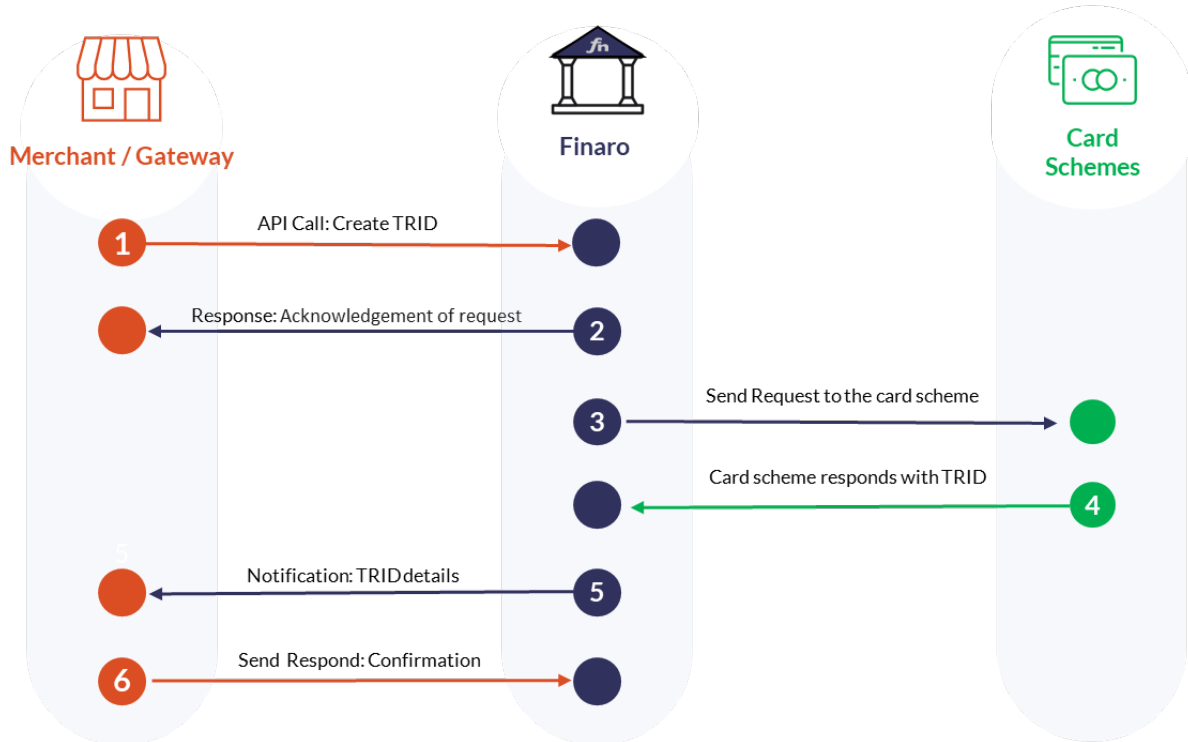 fn
Merchant / Gateway
Finaro
Card
Schemes
API Call: Create TRID
1
Response: Acknowledgement of request
2
Send Request to the card scheme
3
Card scheme responds with TRID
4
5
Notification: TRID details
5
Send Respond: Confirmation
6